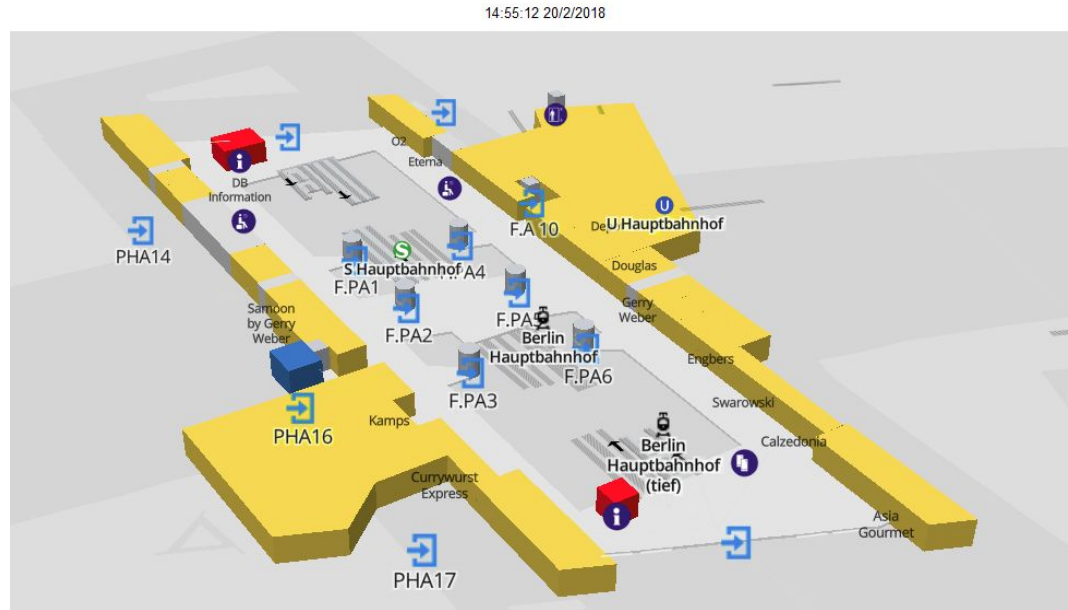 14:55:12 20/2/2018
O2
Eterna
DB
Information
F.A 10
U
U Hauptbahnhof
PHA14
S
S Hauptbahnhof
F.PA1
Douglas
F.PA2
F.PA5
Samoon
by Gerry
Weber
Gerry
Weber
Berlin
Hauptbahnhof
Engbers
F.PA6
F.PA3
Swarowski
Kamps
PHA16
Calzedonia
Berlin
Hauptbahnhof
(tief)
Currywurst
Express
Asia
Gourmet
PHA17